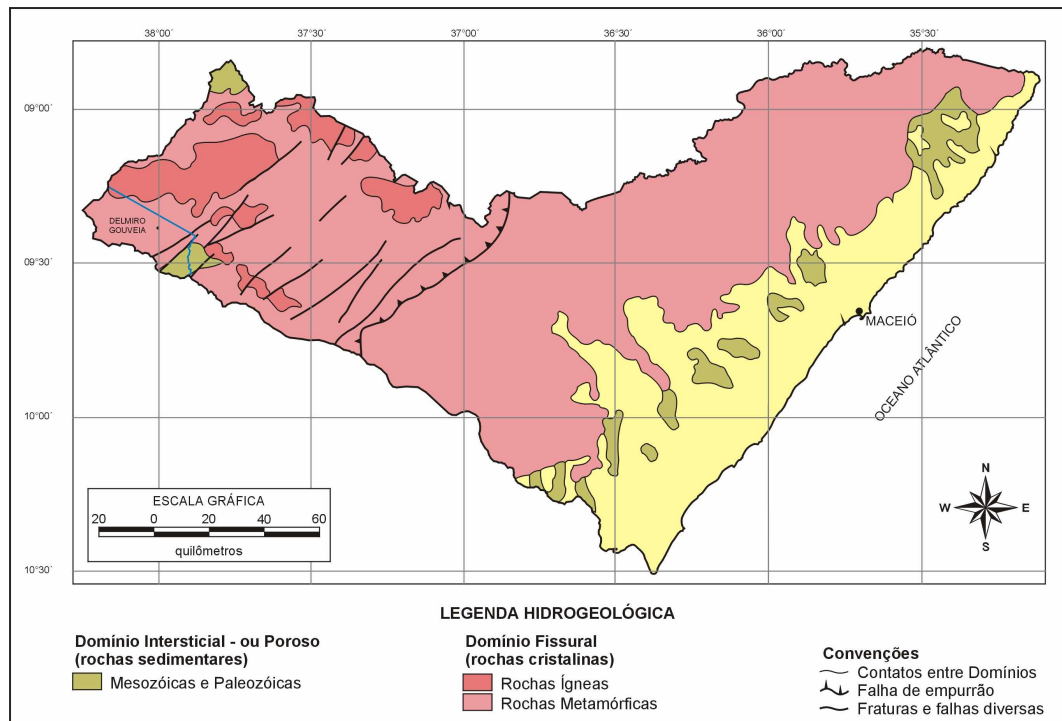 38°00´ 37°30´ 37°00´ 36°30´ 36°00´ 35°30´
09°00´
DELMIRO
GOUVEIA
09°30´
MACEIÓ
OCEANO ATLÂNTICO
10°00´
N
W E
S
ESCALA GRÁFICA
20 0 20 40 60
quilômetros
10°30´
LEGENDA HIDROGEOLÓGICA
Domínio Intersticial - ou Poroso
(rochas sedimentares)
Mesozóicas e Paleozóicas
Domínio Fissural
(rochas cristalinas)
Rochas Ígneas
Rochas Metamórficas
Convenções
Contatos entre Domínios
Falha de empurrão
Fraturas e falhas diversas